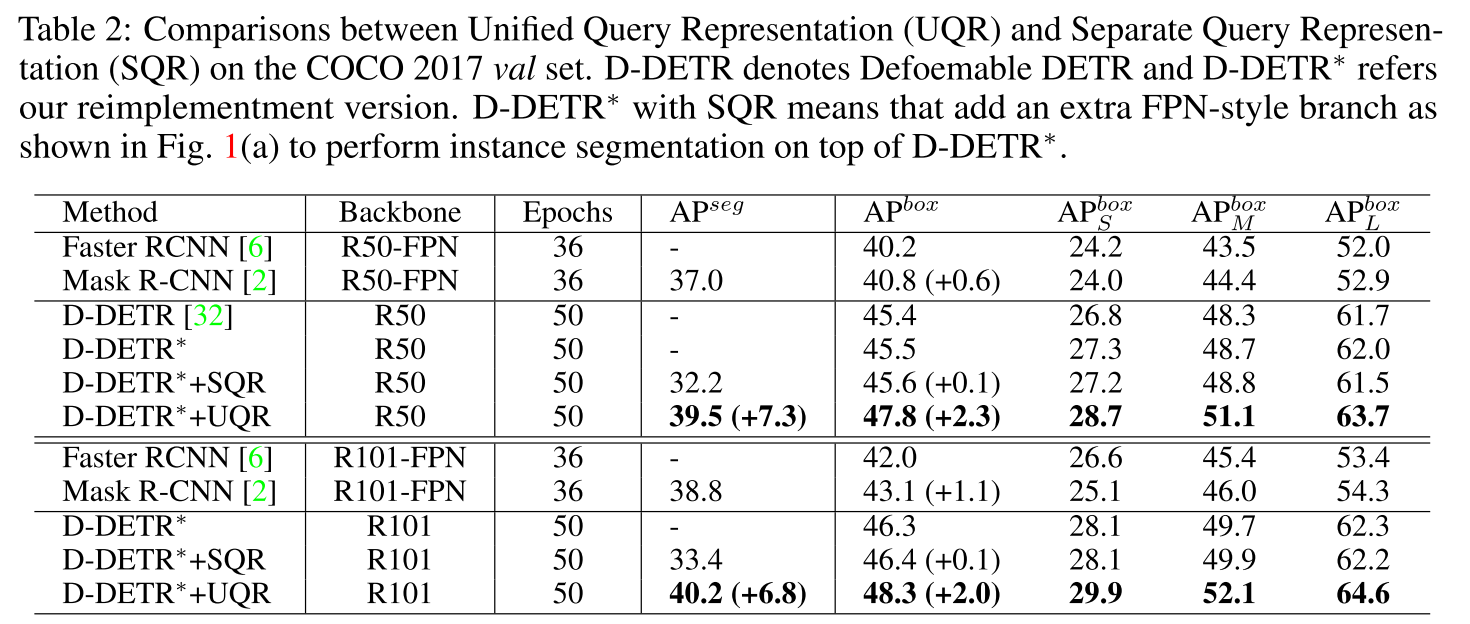 Table 2: Comparisons between Unified Query Representation (UQR) and Separate Query Represen-
tation (SQR) on the COCO 2017 val set. D-DETR denotes Defoemable DETR and D-DETR* refers
our reimplementment version. D-DETR* with SQR means that add an extra FPN-style branch as
shown in Fig. 1(a) to perform instance segmentation on top of D-DETR*.
Method Backbone Epochs AP^seg AP^box AP_S^box AP_M^box AP_L^box
Faster RCNN [6] R50-FPN 36 - 40.2 24.2 43.5 52.0
Mask R-CNN [2] R50-FPN 36 37.0 40.8 (+0.6) 24.0 44.4 52.9
D-DETR [32] R50 50 - 45.4 26.8 48.3 61.7
D-DETR* R50 50 - 45.5 27.3 48.7 62.0
D-DETR*+SQR R50 50 32.2 45.6 (+0.1) 27.2 48.8 61.5
D-DETR*+UQR R50 50 39.5 (+7.3) 47.8 (+2.3) 28.7 51.1 63.7
Faster RCNN [6] R101-FPN 36 - 42.0 26.6 45.4 53.4
Mask R-CNN [2] R101-FPN 36 38.8 43.1 (+1.1) 25.1 46.0 54.3
D-DETR* R101 50 - 46.3 28.1 49.7 62.3
D-DETR*+SQR R101 50 33.4 46.4 (+0.1) 28.1 49.9 62.2
D-DETR*+UQR R101 50 40.2 (+6.8) 48.3 (+2.0) 29.9 52.1 64.6